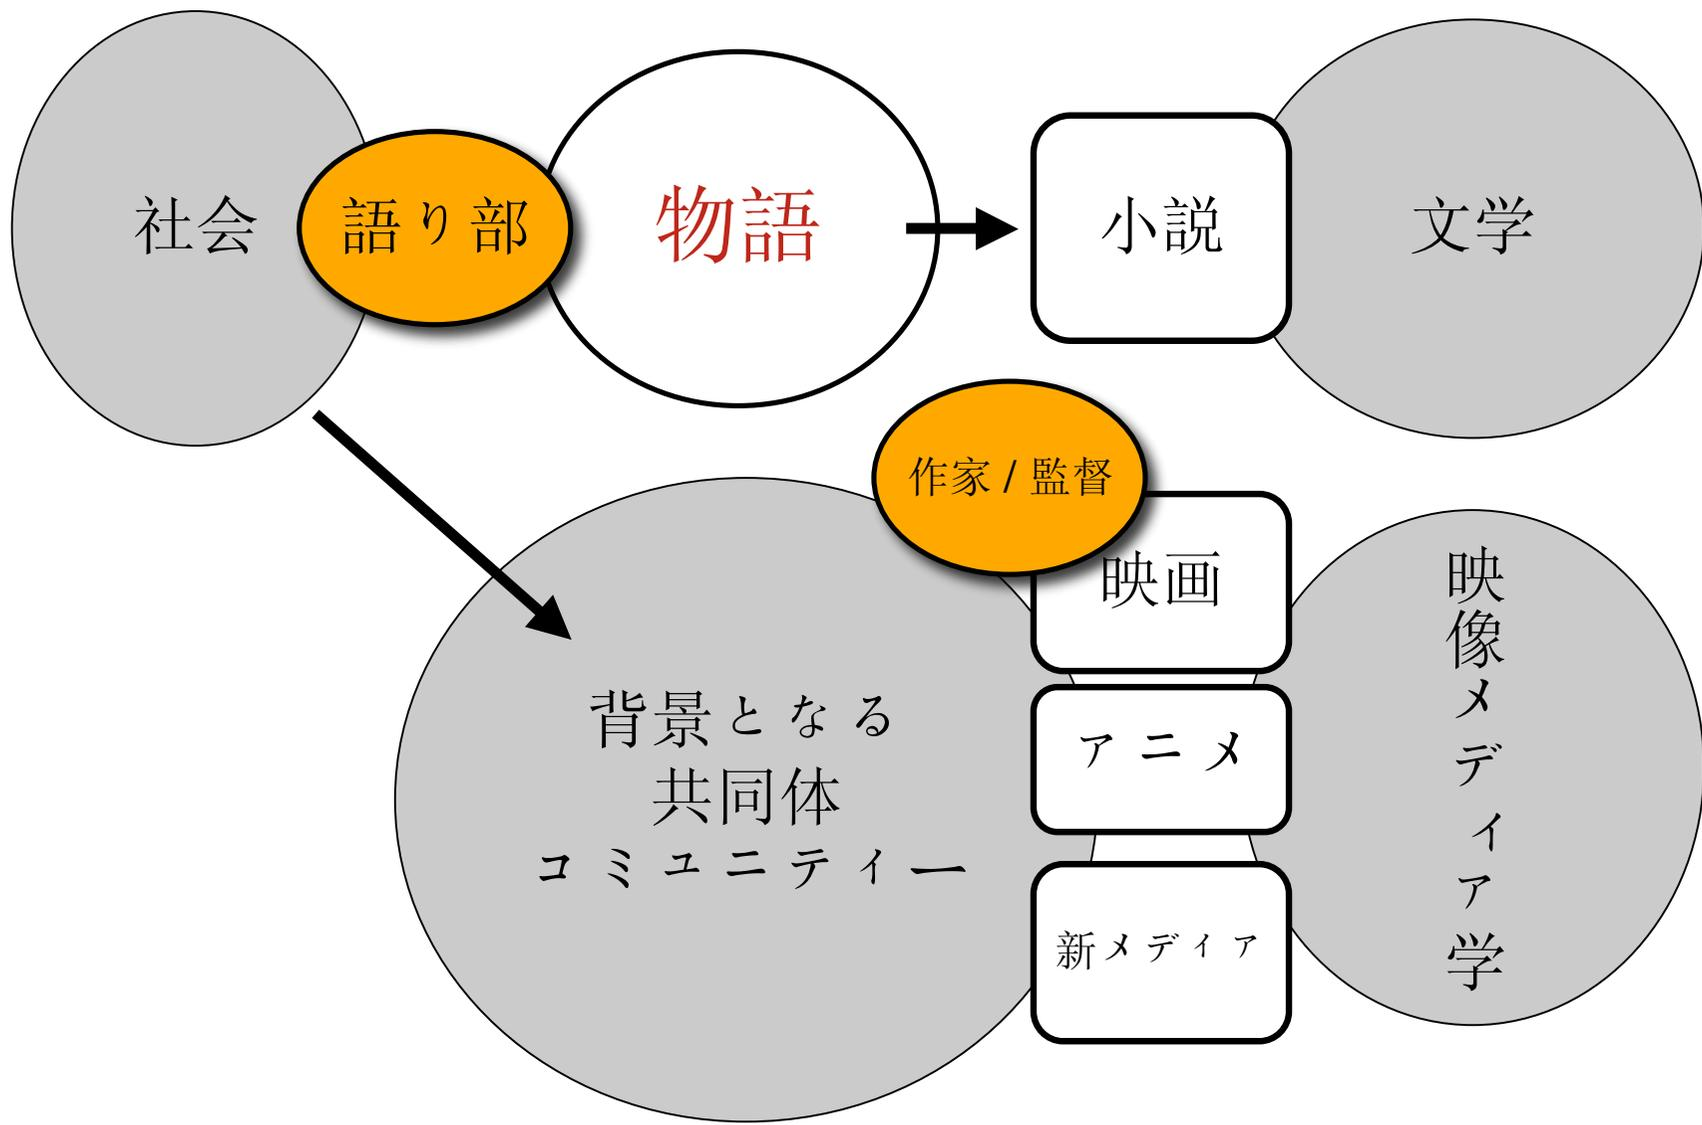 社会
語り部
物語
小説
文学
作家 / 監督
映画
背景となる
共同体
コミュニティー
アニメ
新メディア
映像メディア学